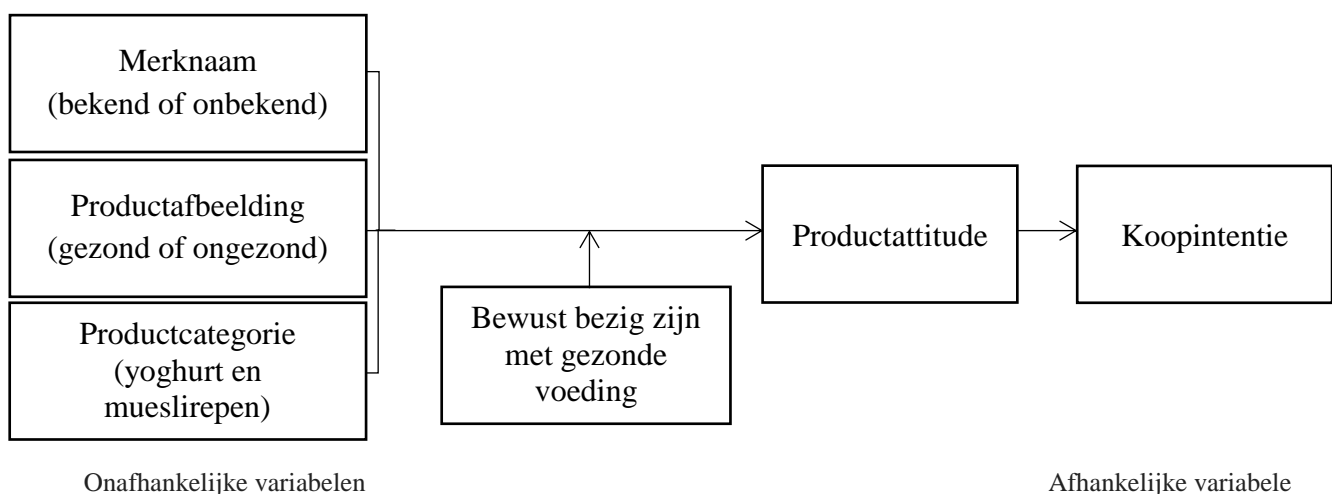 Merknaam
(bekend of onbekend)
Productafbeelding
(gezond of ongezond)
Productcategorie
(yoghurt en
mueslirepen)
Bewust bezig zijn
met gezonde
voeding
Productattitude
Koopintentie
Onafhankelijke variabelen
Afhankelijke variabele